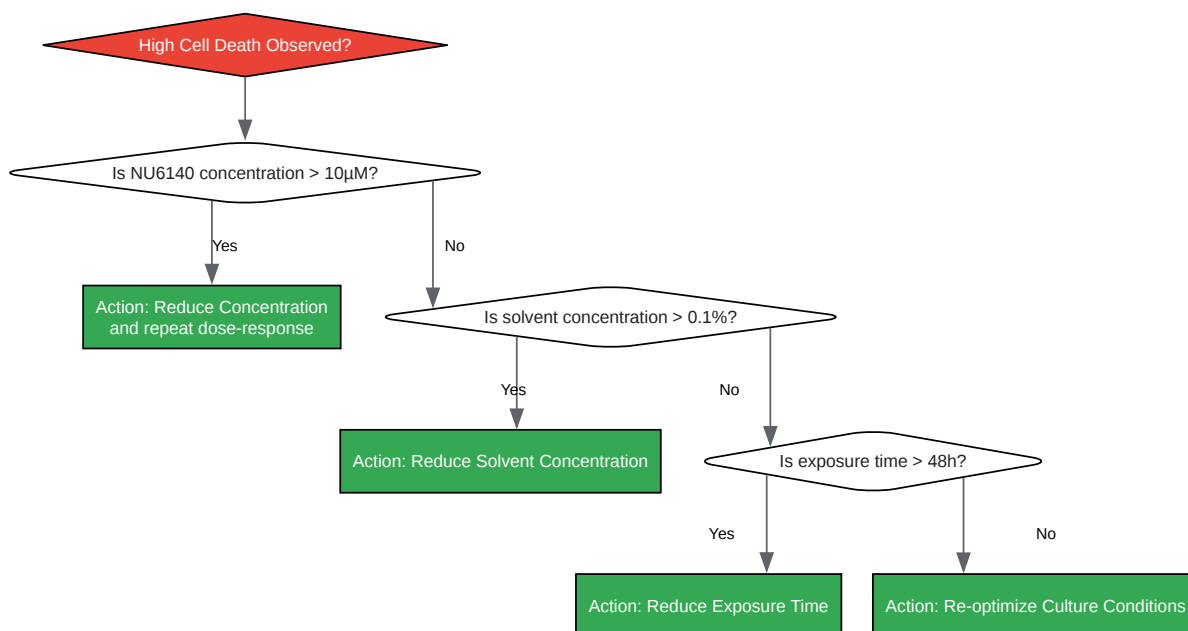 High Cell Death Observed?
Is NU6140 concentration > 10µM?
Yes
No
Action: Reduce Concentration
and repeat dose-response
Is solvent concentration > 0.1%?
Yes
No
Action: Reduce Solvent Concentration
Is exposure time > 48h?
Yes
No
Action: Reduce Exposure Time
Action: Re-optimize Culture Conditions